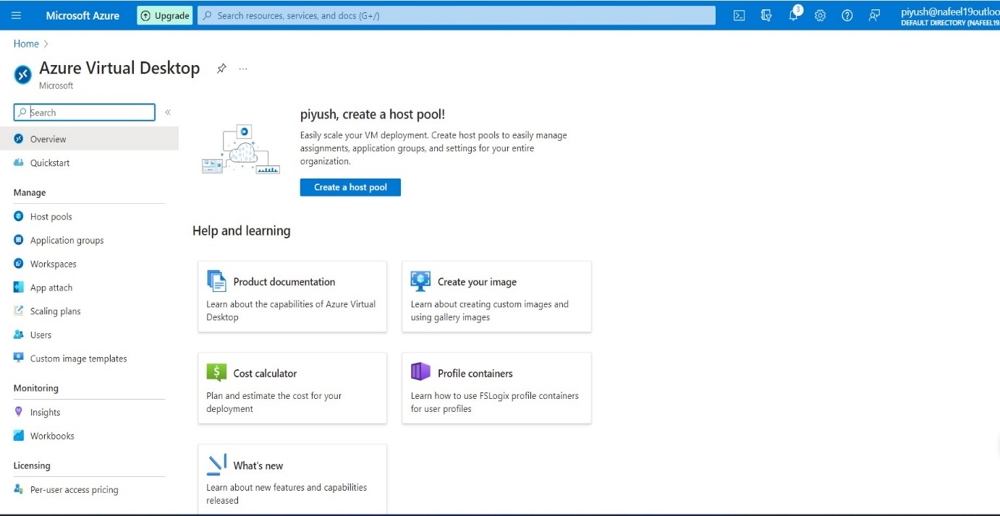 Microsoft Azure
Upgrade
Search resources, services, and docs (G+/)
3
piyush@nafeel19outloo
DEFAULT DIRECTORY (NAFEEL19.
Home
Azure Virtual Desktop
Microsoft
Search
Overview
Quickstart
Manage
Host pools
Application groups
Workspaces
App attach
Scaling plans
Users
Custom image templates
Monitoring
Insights
Workbooks
Licensing
Per-user access pricing
piyush, create a host pool!
Easily scale your VM deployment. Create host pools to easily manage
assignments, application groups, and settings for your entire
organization.
Create a host pool
Help and learning
Product documentation
Learn about the capabilities of Azure Virtual
Desktop
Create your image
Learn about creating custom images and
using gallery images
Cost calculator
Plan and estimate the cost for your
deployment
Profile containers
Learn how to use FSLogix profile containers
for user profiles
What's new
Learn about new features and capabilities
released